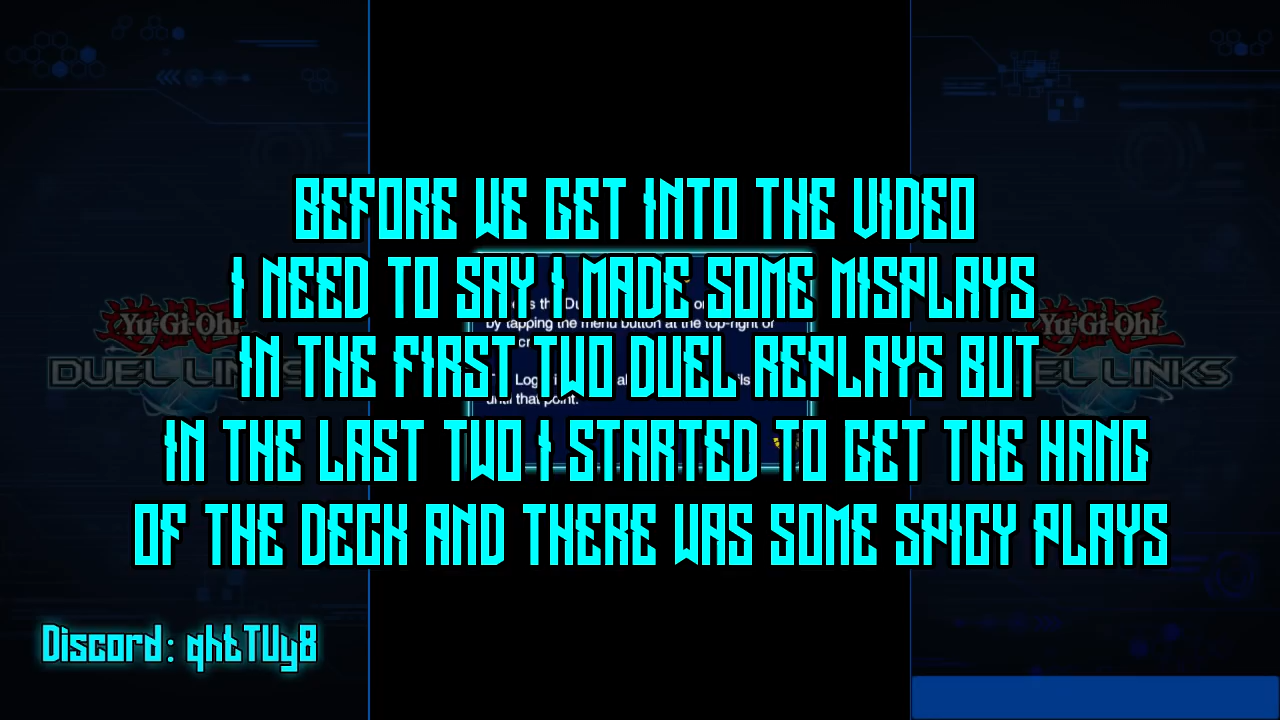 BEFORE WE GET INTO THE VIDEO
I NEED TO SAY I MADE SOME MISPLAYS
IN THE FIRST TWO DUEL REPLAYS BUT
IN THE LAST TWO I STARTED TO GET THE HANG
OF THE DECK AND THERE WAS SOME SPICY PLAYS
by tapping the menu button at the top-right of
until that point.
Yu-Gi-Oh!
DUEL LINKS
Yu-Gi-Oh!
DUEL LINKS
Discord: qhtTUy8